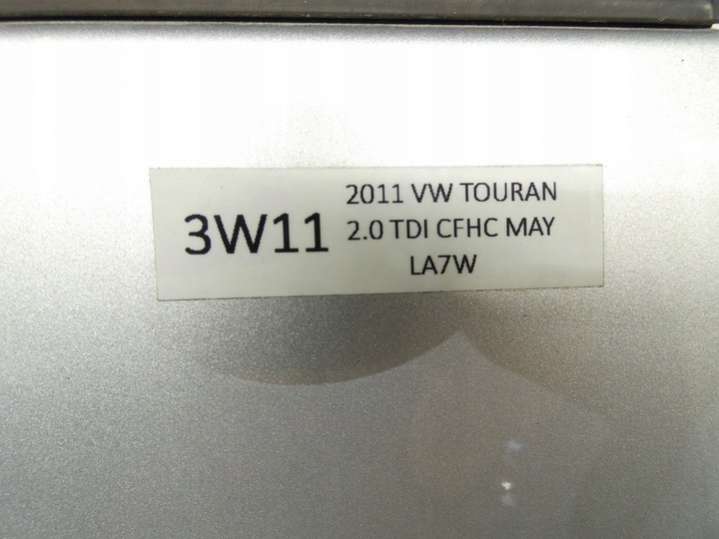 3W11
2011 VW TOURAN
2.0 TDI CFHC MAY
LA7W